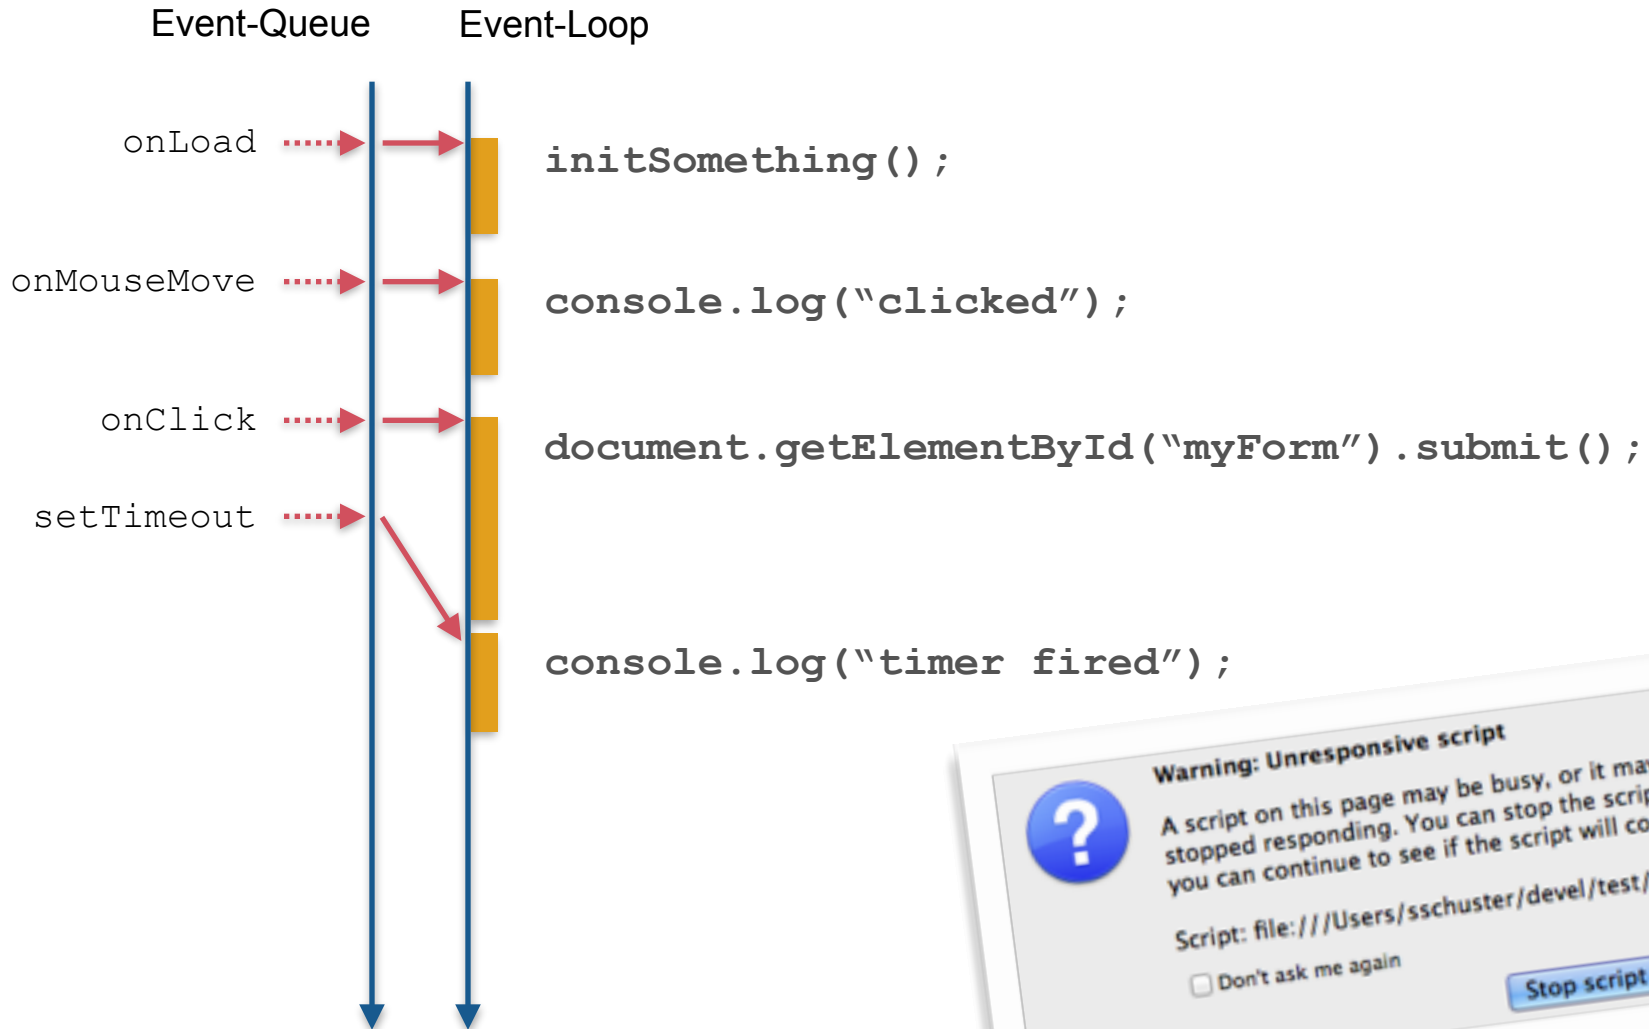 Event-Queue Event-Loop
onLoad initSomething();
onMouseMove console.log(“clicked”);
onClick
document.getElementById(“myForm”).submit();
setTimeout
console.log(“timer fired”);
Warning: Unresponsive script
A script on this page may be busy, or it may
stopped responding. You can stop the script
you can continue to see if the script will
Script: file:///Users/sschuster/devel/test/
Don't ask me again
Stop script